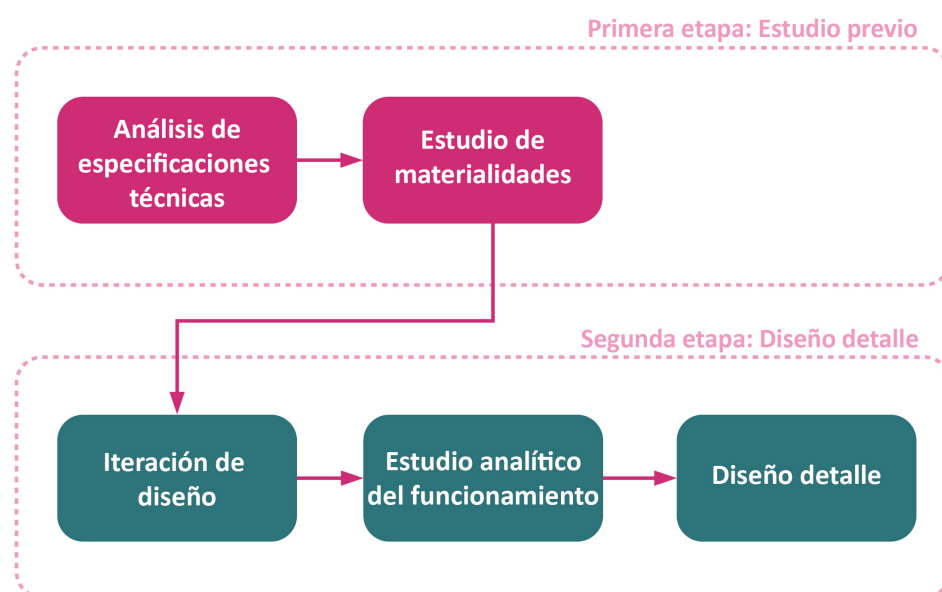 Primera etapa: Estudio previo
Análisis de
especificaciones
técnicas
Estudio de
materialidades
Segunda etapa: Diseño detalle
Iteración de
diseño
Estudio analítico
del funcionamiento
Diseño detalle